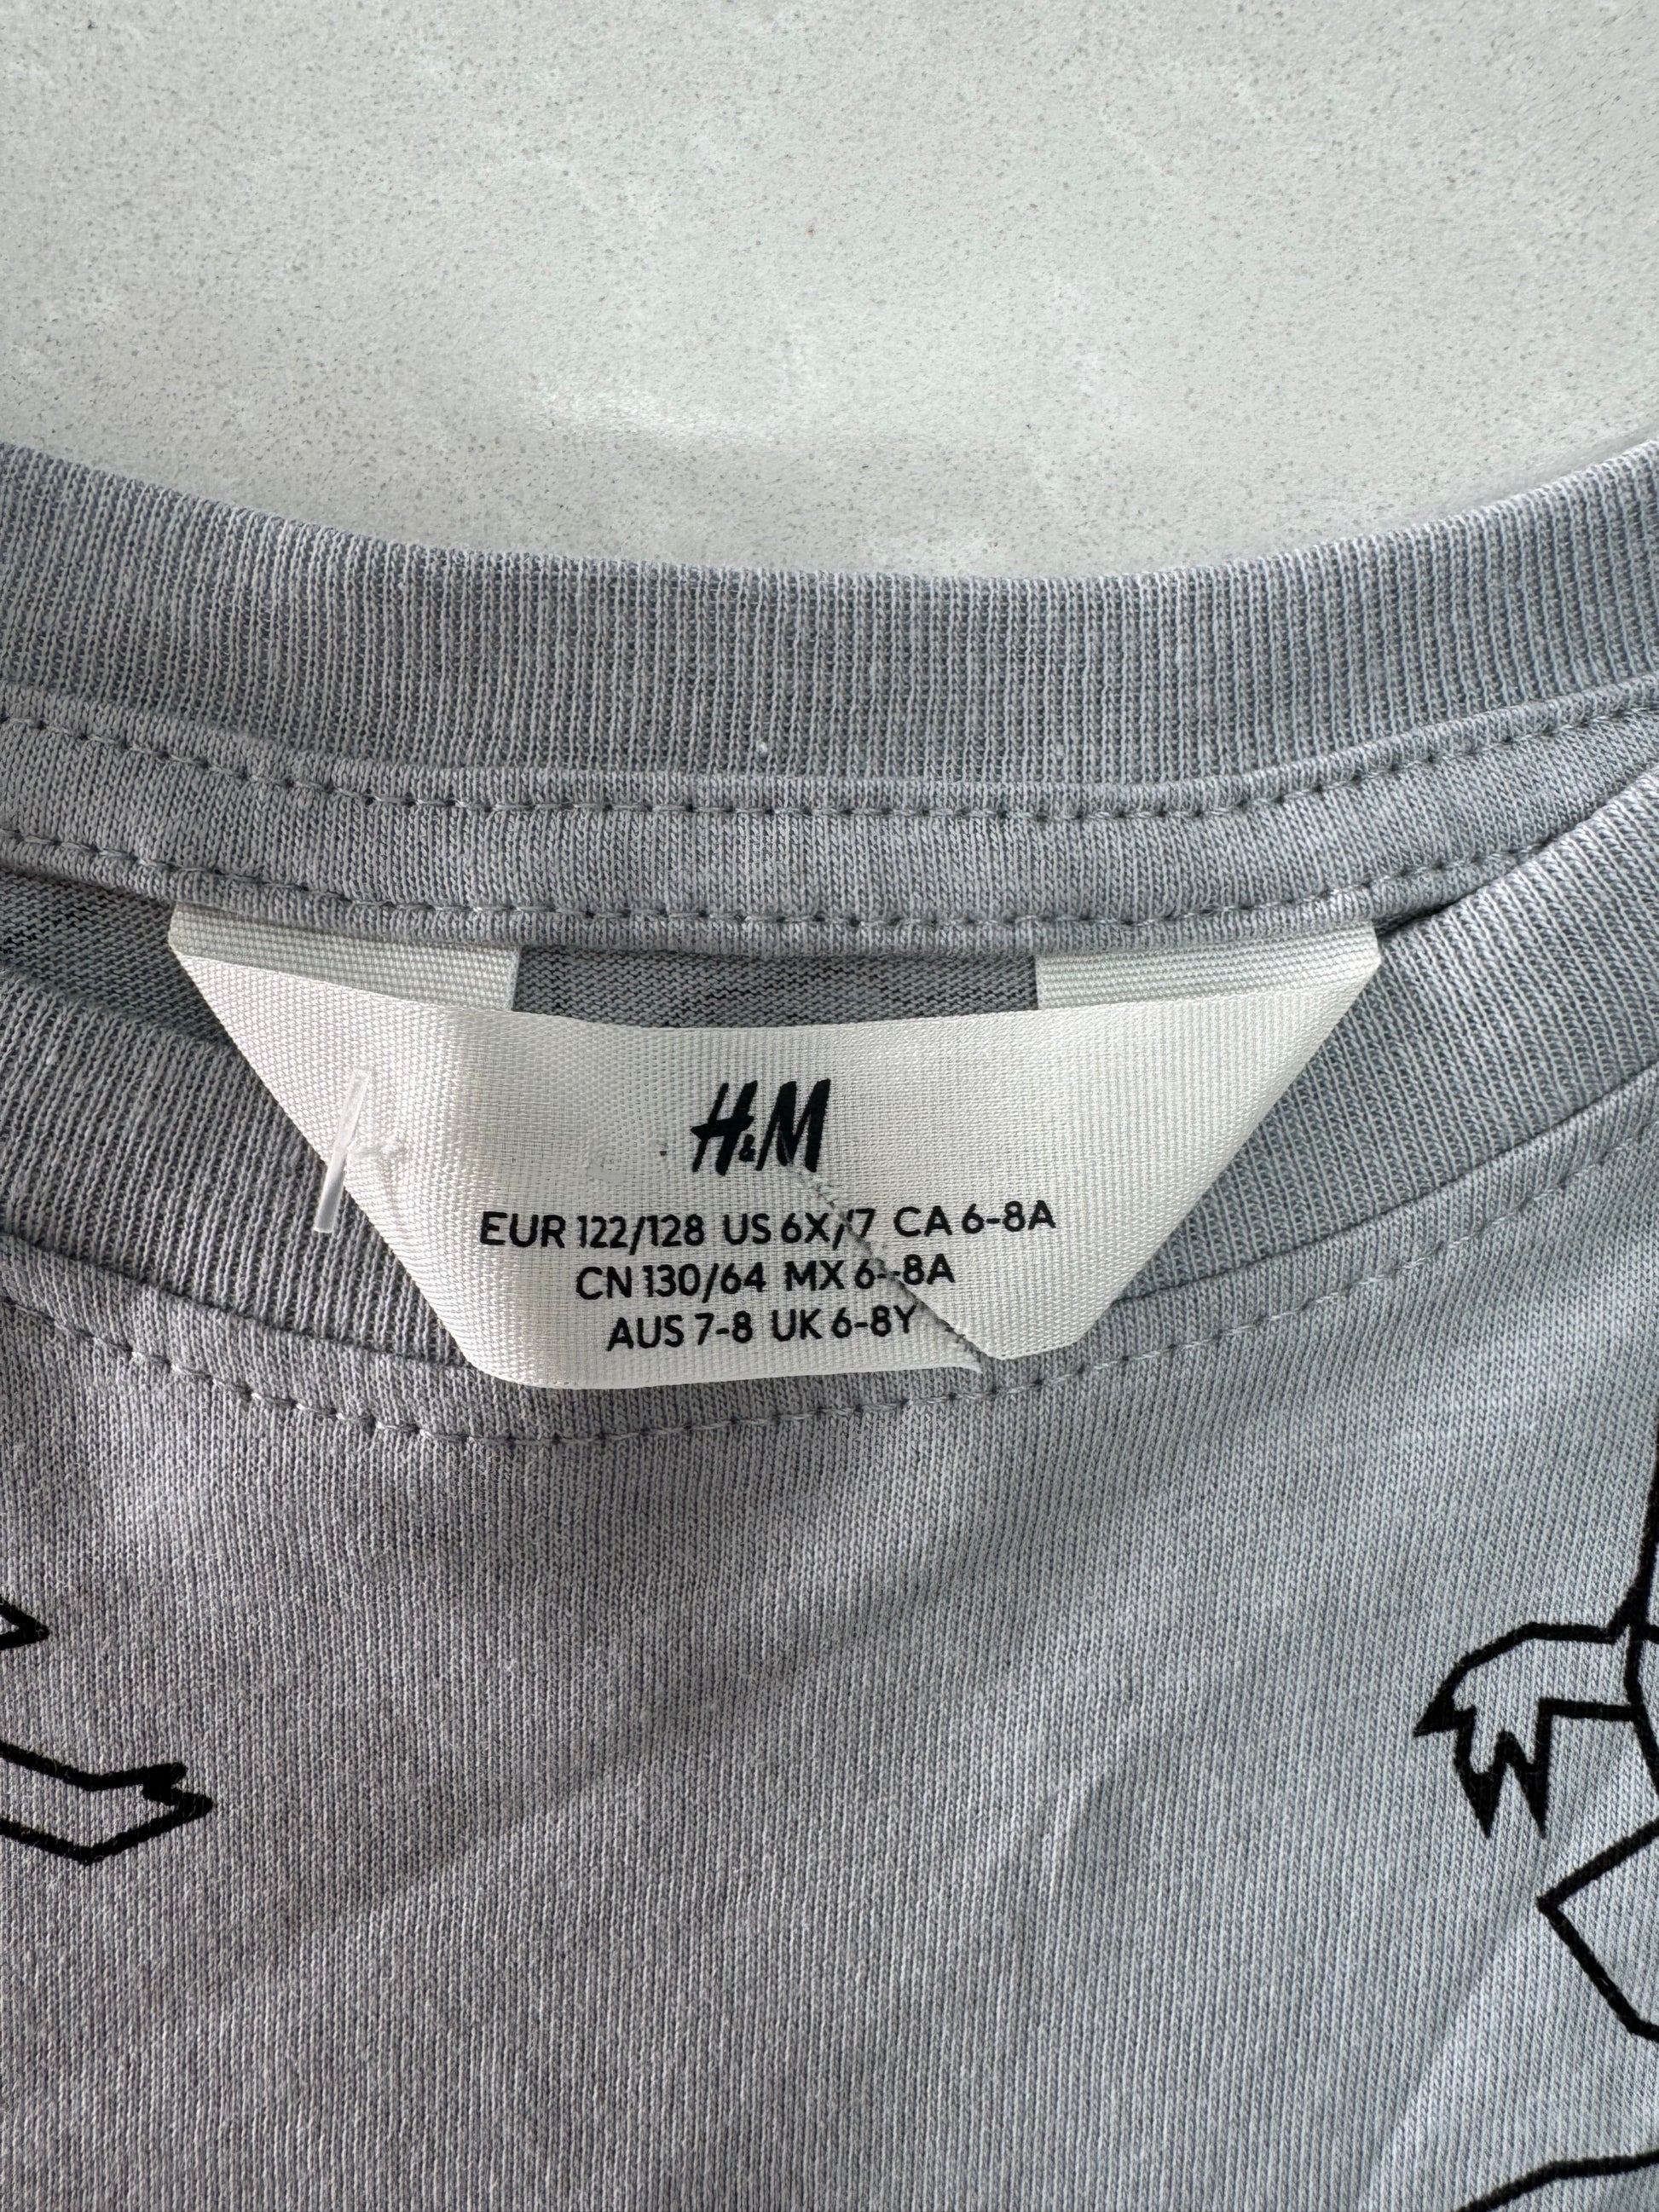 H&M
EUR 122/128 US 6X/7 CA 6-8A
CN 130/64 MX 6-8A
AUS 7-8 UK 6-8Y